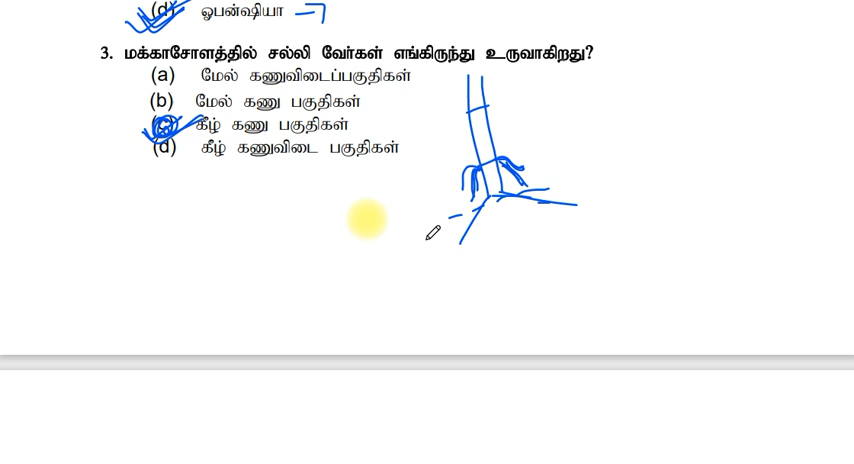 (d) ஓபன்ஷியா
3. மக்காசோளத்தில் சல்லி வேர்கள் எங்கிருந்து உருவாகிறது?
(a) மேல் கணுவிடைப்பகுதிகள்
(b) மேல் கணு பகுதிகள்
(c) கீழ் கணு பகுதிகள்
(d) கீழ் கணுவிடை பகுதிகள்